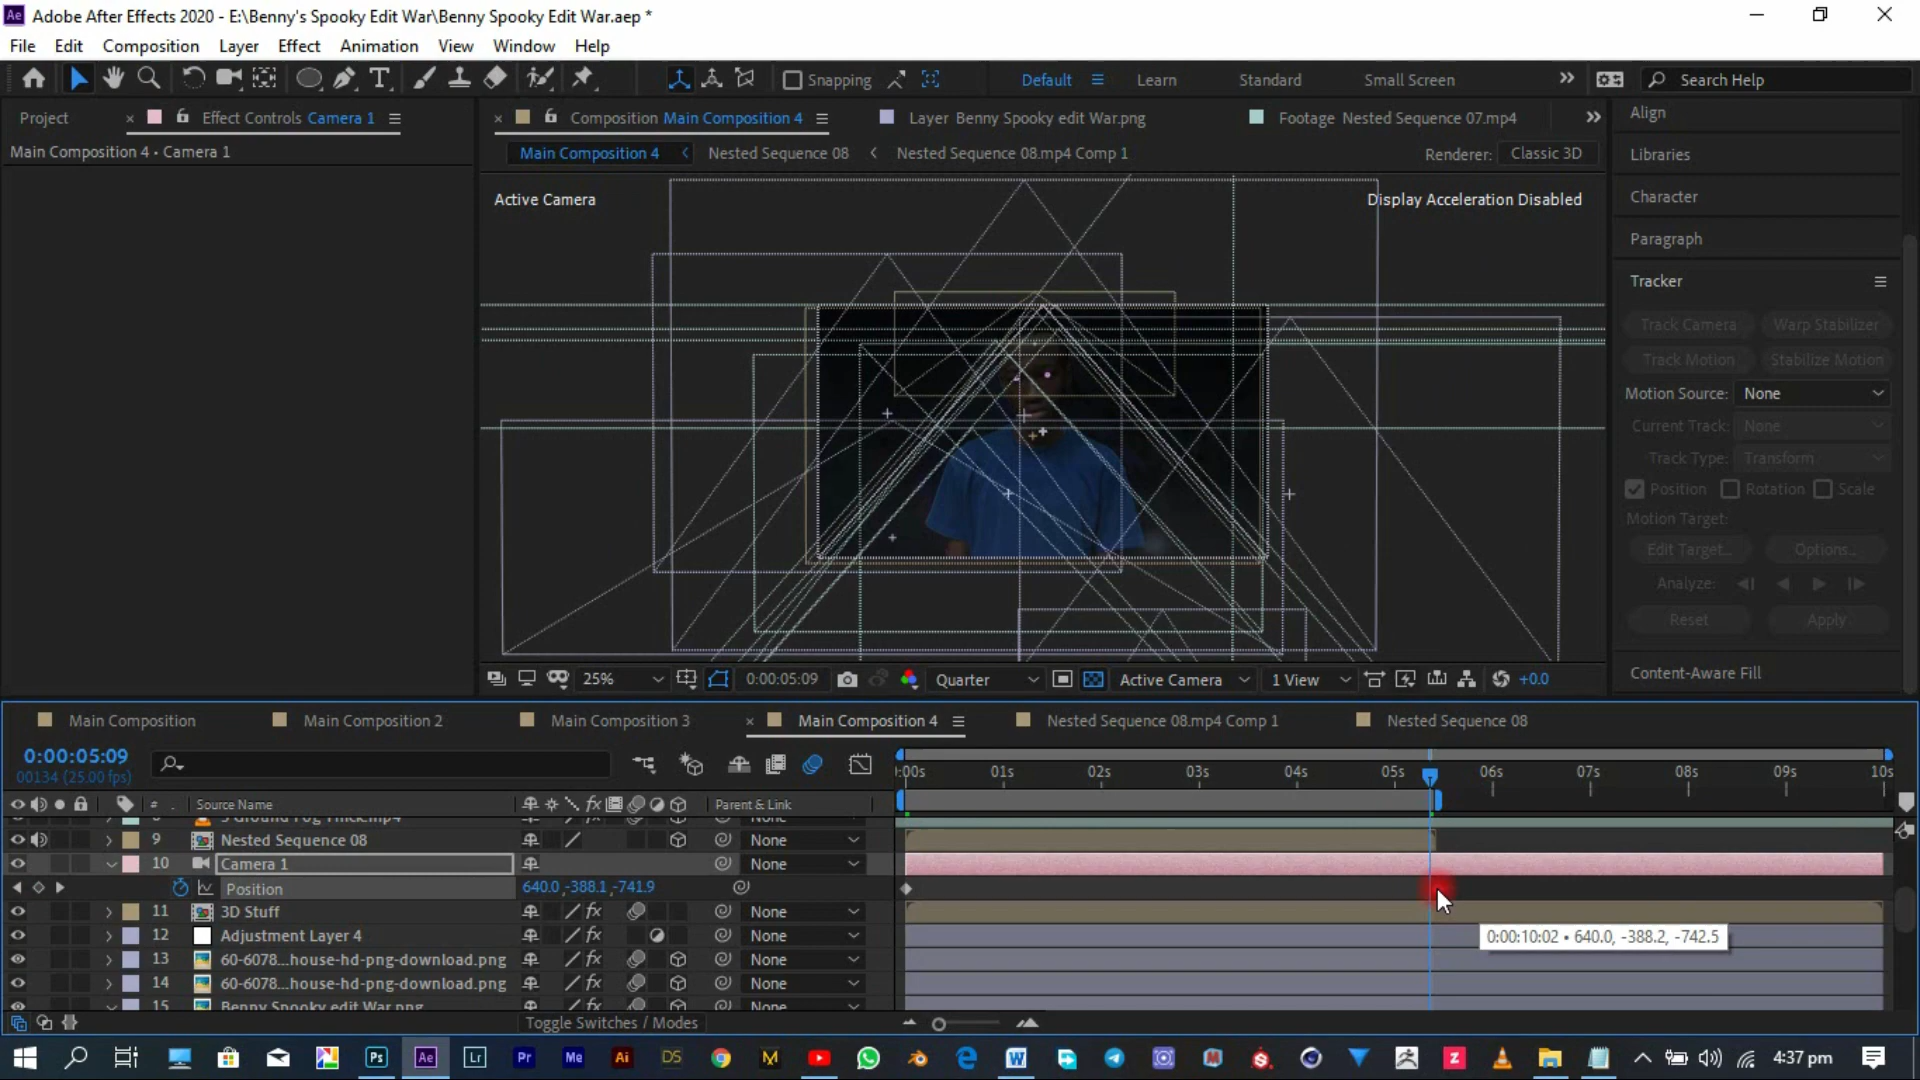 Adobe After Effects 2020 - E:\Benny's Spooky Edit War\Benny Spooky Edit War.aep *
File Edit Composition Layer Effect Animation View Window Help
Snapping Default Learn Standard Small Screen Search Help
Project Effect Controls Camera 1 Composition Main Composition 4 Layer Benny Spooky edit War.png Footage Nested Sequence 07.mp4
Main Composition 4 • Camera 1
Main Composition 4 Nested Sequence 08 Nested Sequence 08.mp4 Comp 1 Renderer: Classic 3D
Active Camera Display Acceleration Disabled
Align
Libraries
Character
Paragraph
Tracker
Track Camera Warp Stabilizer
Track Motion Stabilize Motion
Motion Source: None
Current Track: None
Track Type: Transform
Position Rotation Scale
Motion Target:
Edit Target... Options...
Analyze:
Reset Apply
Content-Aware Fill
25% 0:00:05:09 Quarter Active Camera 1 View +0.0
Main Composition Main Composition 2 Main Composition 3 Main Composition 4 Nested Sequence 08.mp4 Comp 1 Nested Sequence 08
0:00:05:09
00134 (25.00 fps)
:00s 01s 02s 03s 04s 05s 06s 07s 08s 09s 10s
# Source Name Parent & Link
Ground Fog Thick.mp4
9 Nested Sequence 08 None
10 Camera 1 None
Position 640.0,-388.1,-741.9
11 3D Stuff None
12 Adjustment Layer 4 None
0:00:10:02 • 640.0, -388.2, -742.5
13 60-6078...house-hd-png-download.png None
14 60-6078...house-hd-png-download.png None
15 Benny Spooky edit War.png None
Toggle Switches / Modes
4:37 pm